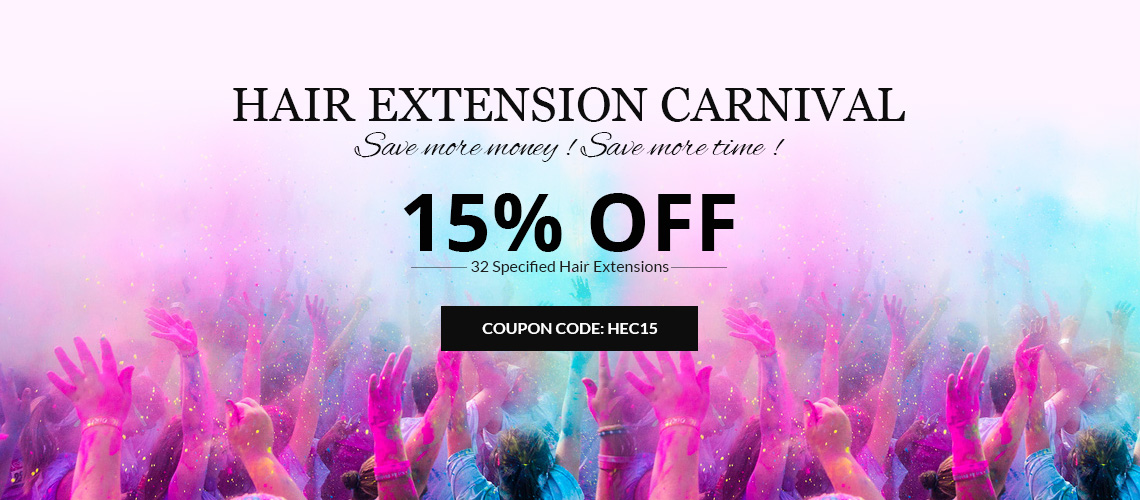 HAIR EXTENSION CARNIVAL
Save more money ! Save more time !
15% OFF
32 Specified Hair Extensions
COUPON CODE: HEC15